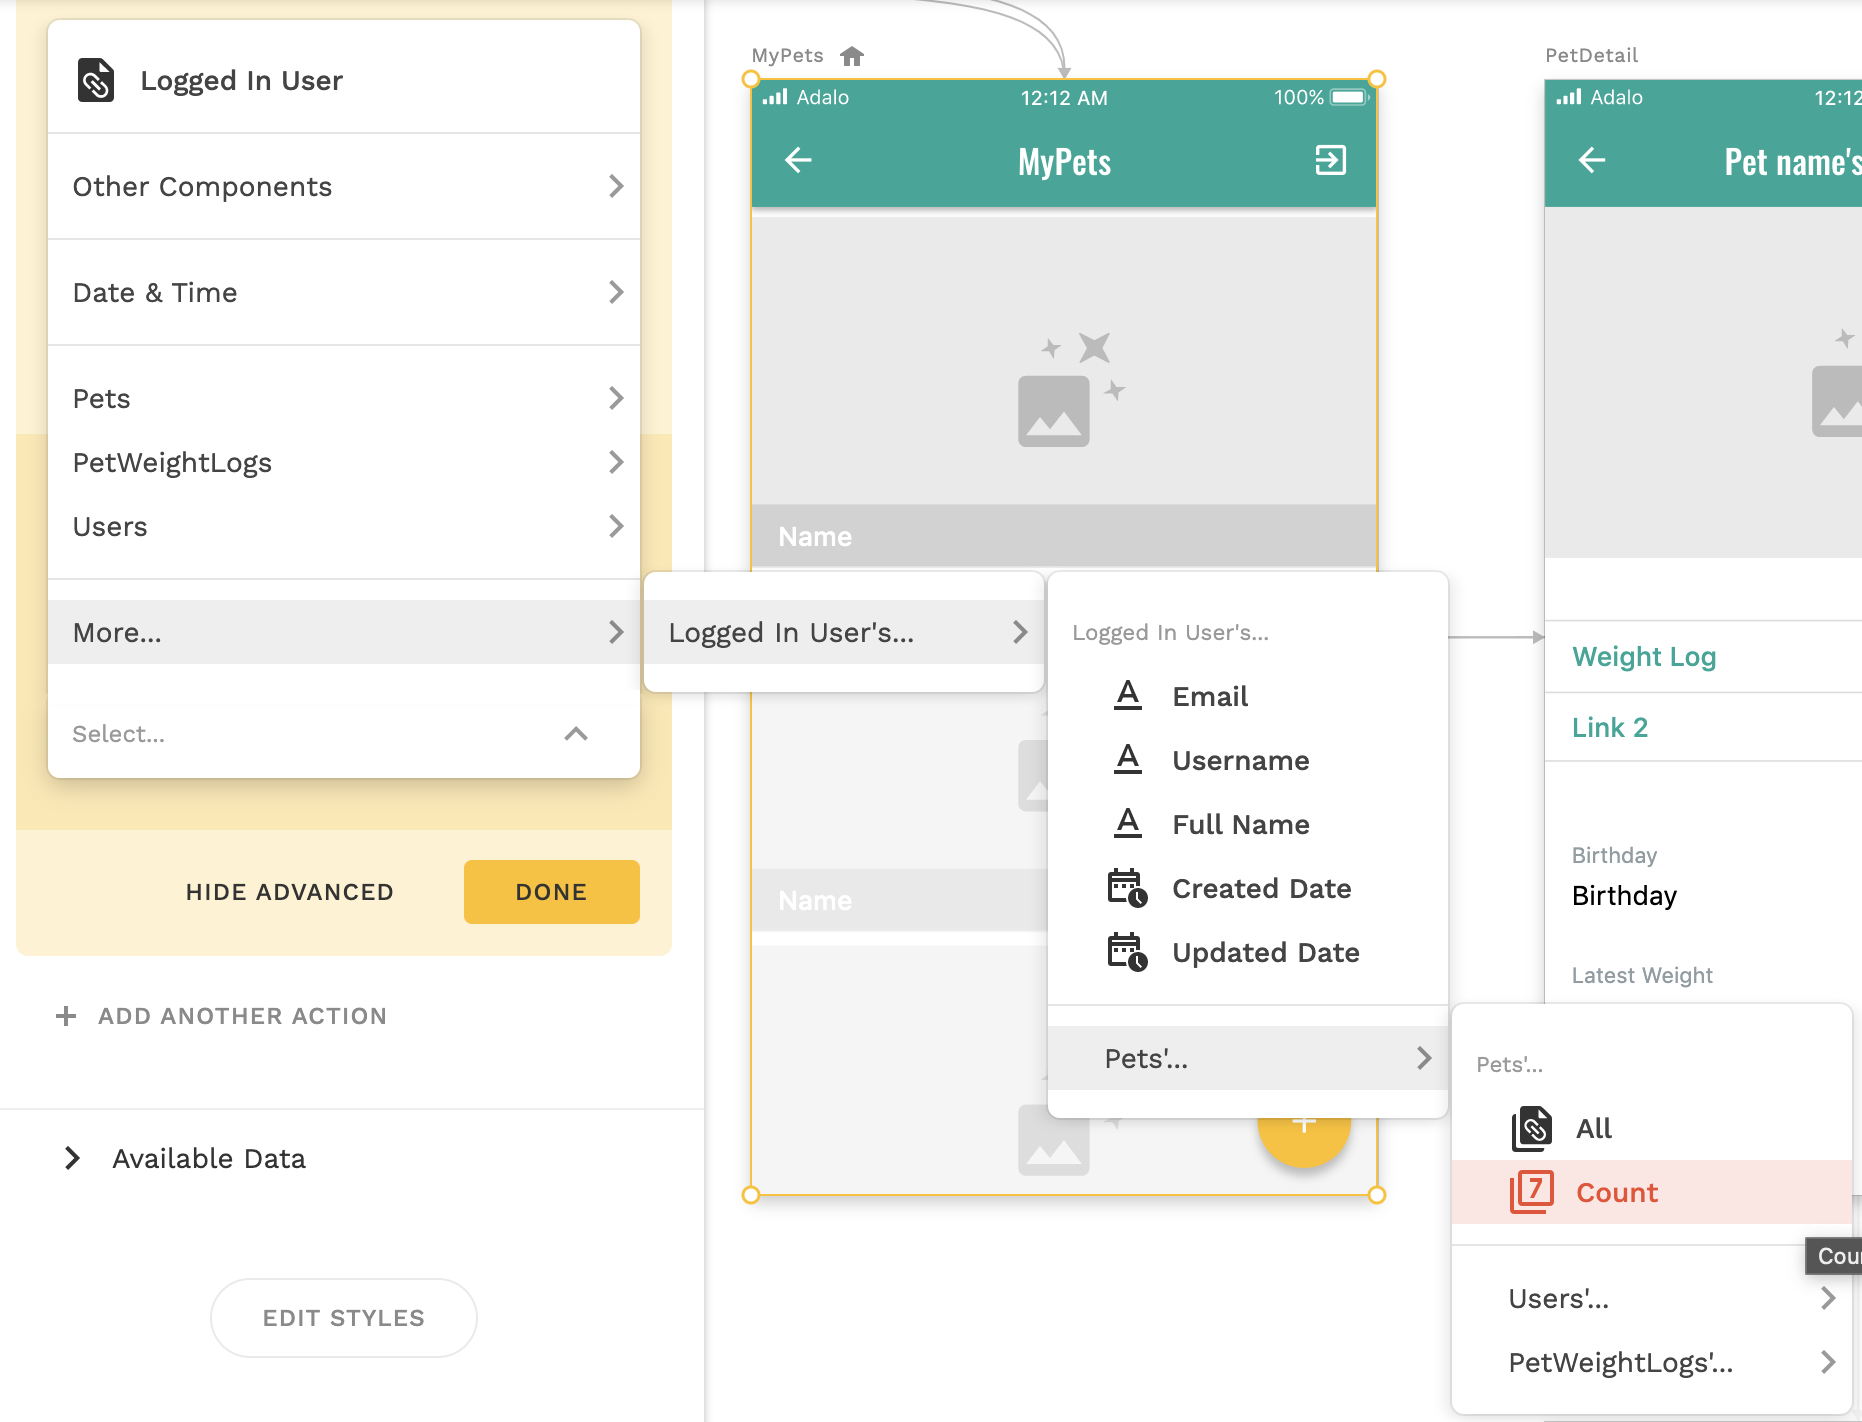 Logged In User
Other Components
Date & Time
Pets
PetWeightLogs
Users
More...
Select...
HIDE ADVANCED
DONE
ADD ANOTHER ACTION
Available Data
EDIT STYLES
MyPets
Adalo
12:12 AM
100%
MyPets
Name
Name
Logged In User's...
Logged In User's...
Email
Username
Full Name
Created Date
Updated Date
Pets'...
PetDetail
Adalo
12:12
Pet name's
Weight Log
Link 2
Birthday
Birthday
Latest Weight
Pets'...
All
7
Count
Users'...
PetWeightLogs'...